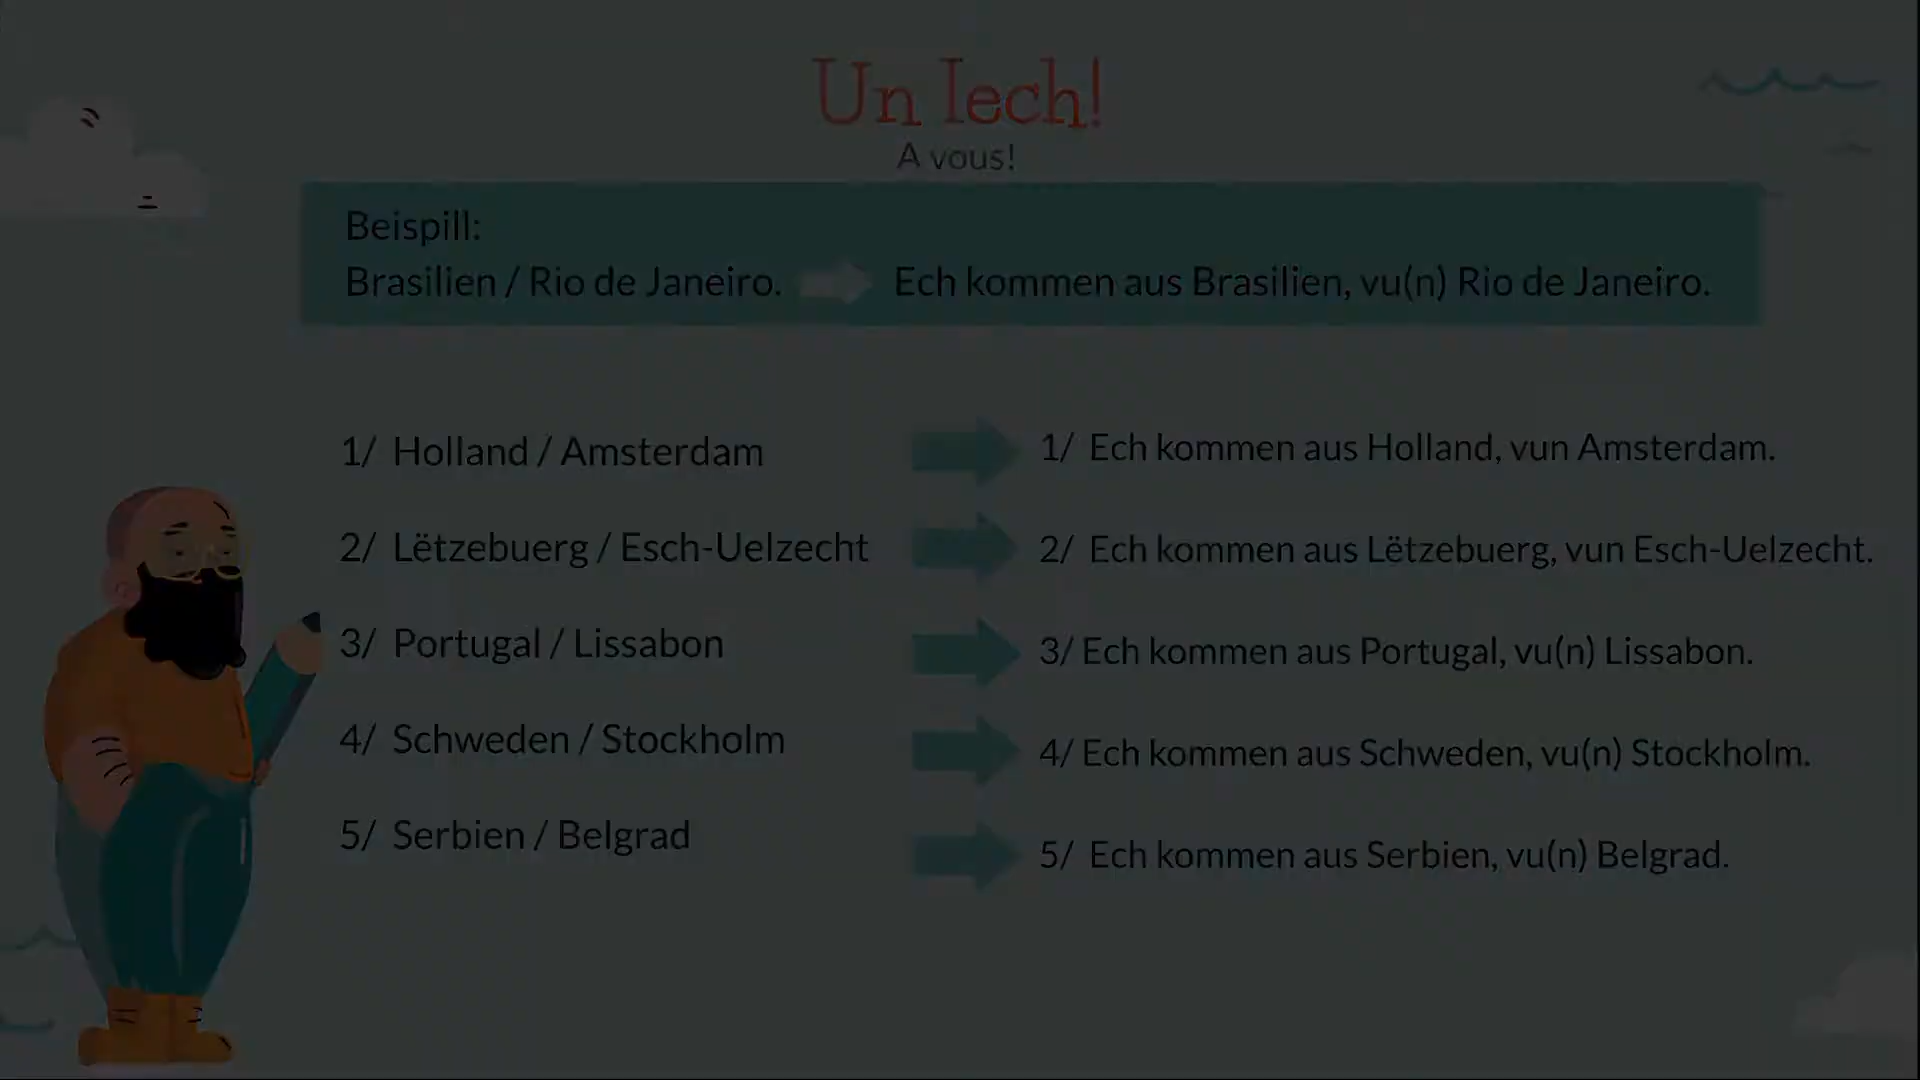 Un Iech!
A vous!
Beispill:
Brasilien / Rio de Janeiro. Ech kommen aus Brasilien, vu(n) Rio de Janeiro.
1/ Holland / Amsterdam 1/ Ech kommen aus Holland, vun Amsterdam.
2/ Lëtzebuerg / Esch-Uelzecht 2/ Ech kommen aus Lëtzebuerg, vun Esch-Uelzecht.
3/ Portugal / Lissabon 3/ Ech kommen aus Portugal, vu(n) Lissabon.
4/ Schweden / Stockholm 4/ Ech kommen aus Schweden, vu(n) Stockholm.
5/ Serbien / Belgrad 5/ Ech kommen aus Serbien, vu(n) Belgrad.